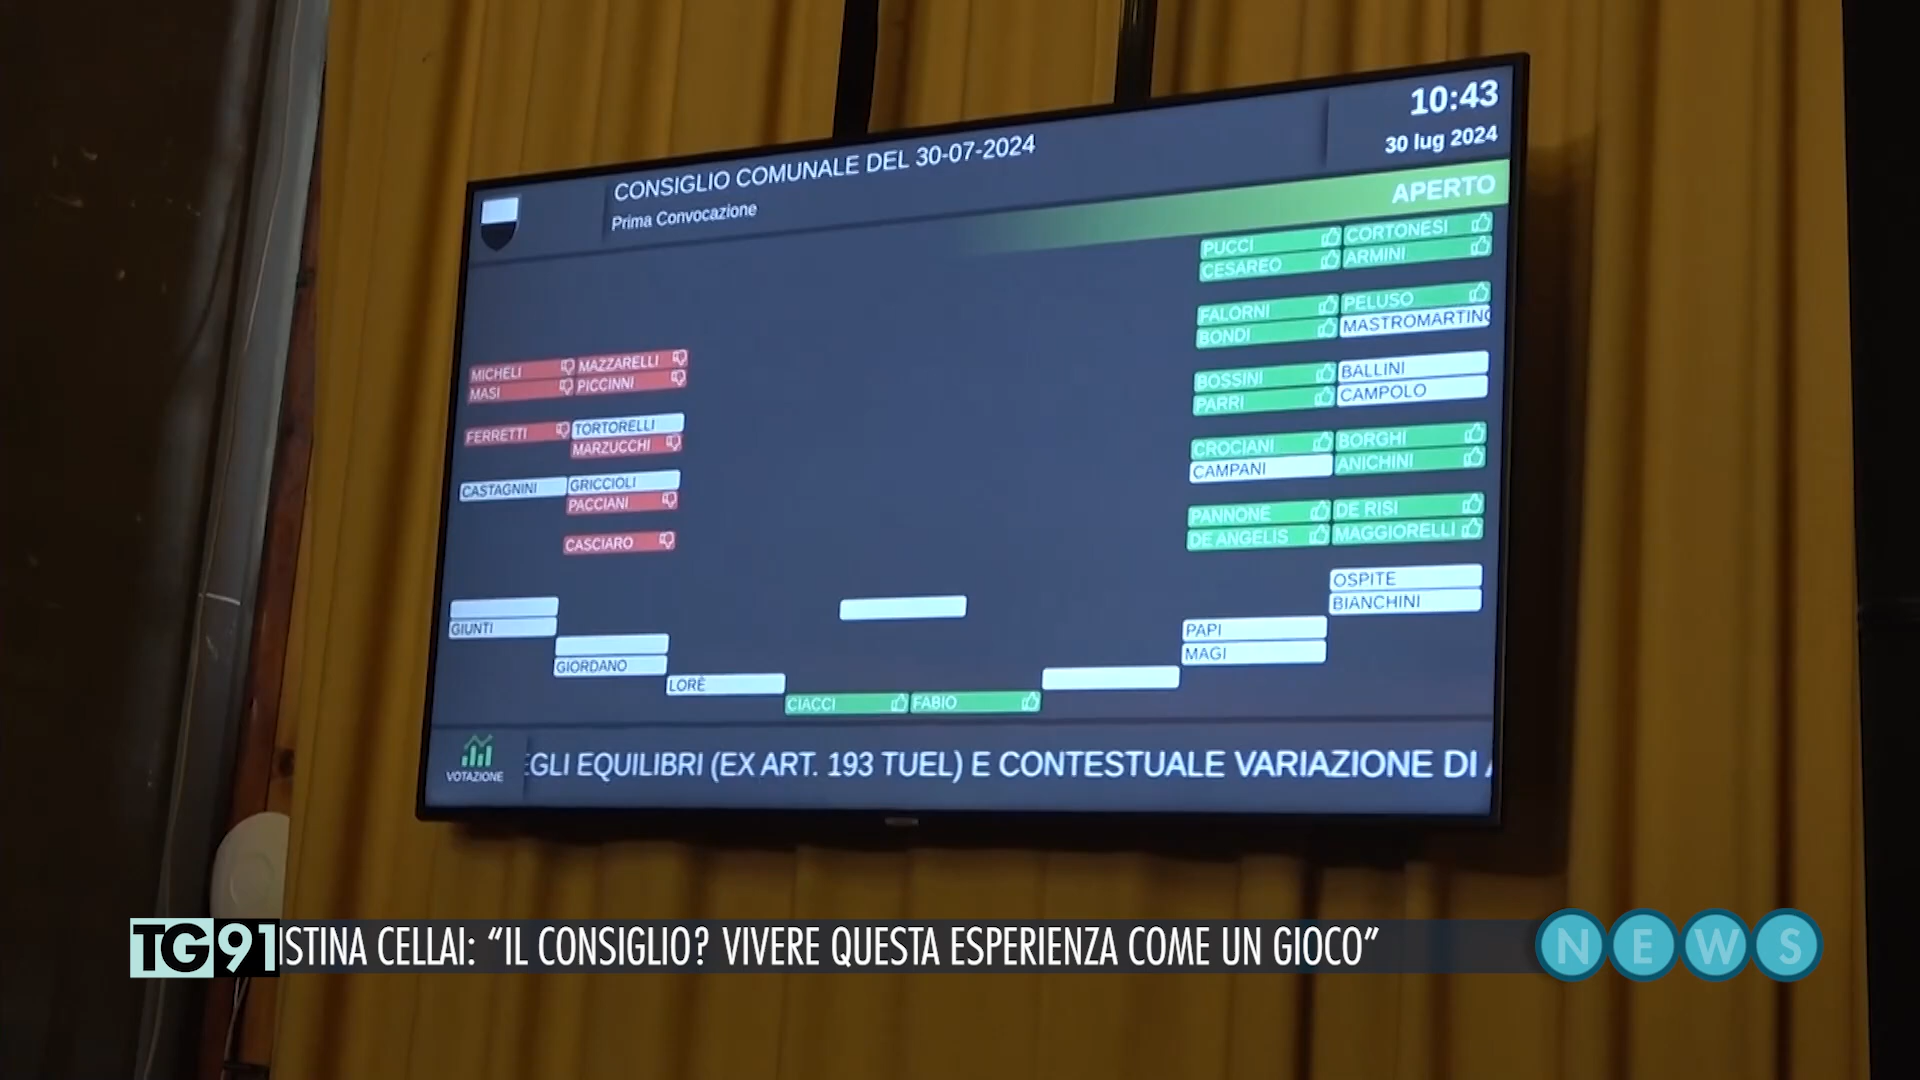 10:43
CONSIGLIO COMUNALE DEL 30-07-2024
30 lug 2024
Prima Convocazione
APERTO
PUCCI CORTONESI
CESAREO ARMINI
FALORNI PELUSO
BONDI MASTROMARTINO
MICHELI MAZZARELLI
MASI PICCINNI
BOSSINI BALLINI
PARRI CAMPOLO
FERRETTI TORTORELLI
MARZUCCHI
CROCIANI BORGHI
CAMPANI ANICHINI
CASTAGNINI GRICCIOLI
PACCIANI
PANNONE DE RISI
DE ANGELIS MAGGIORELLI
CASCIARO
OSPITE
BIANCHINI
GIUNTI
PAPI
MAGI
GIORDANO
LORÈ
CIACCI FABIO
VOTAZIONE
EGLI EQUILIBRI (EX ART. 193 TUEL) E CONTESTUALE VARIAZIONE DI A
TG91 ISTINA CELLAI: “IL CONSIGLIO? VIVERE QUESTA ESPERIENZA COME UN GIOCO” NEWS